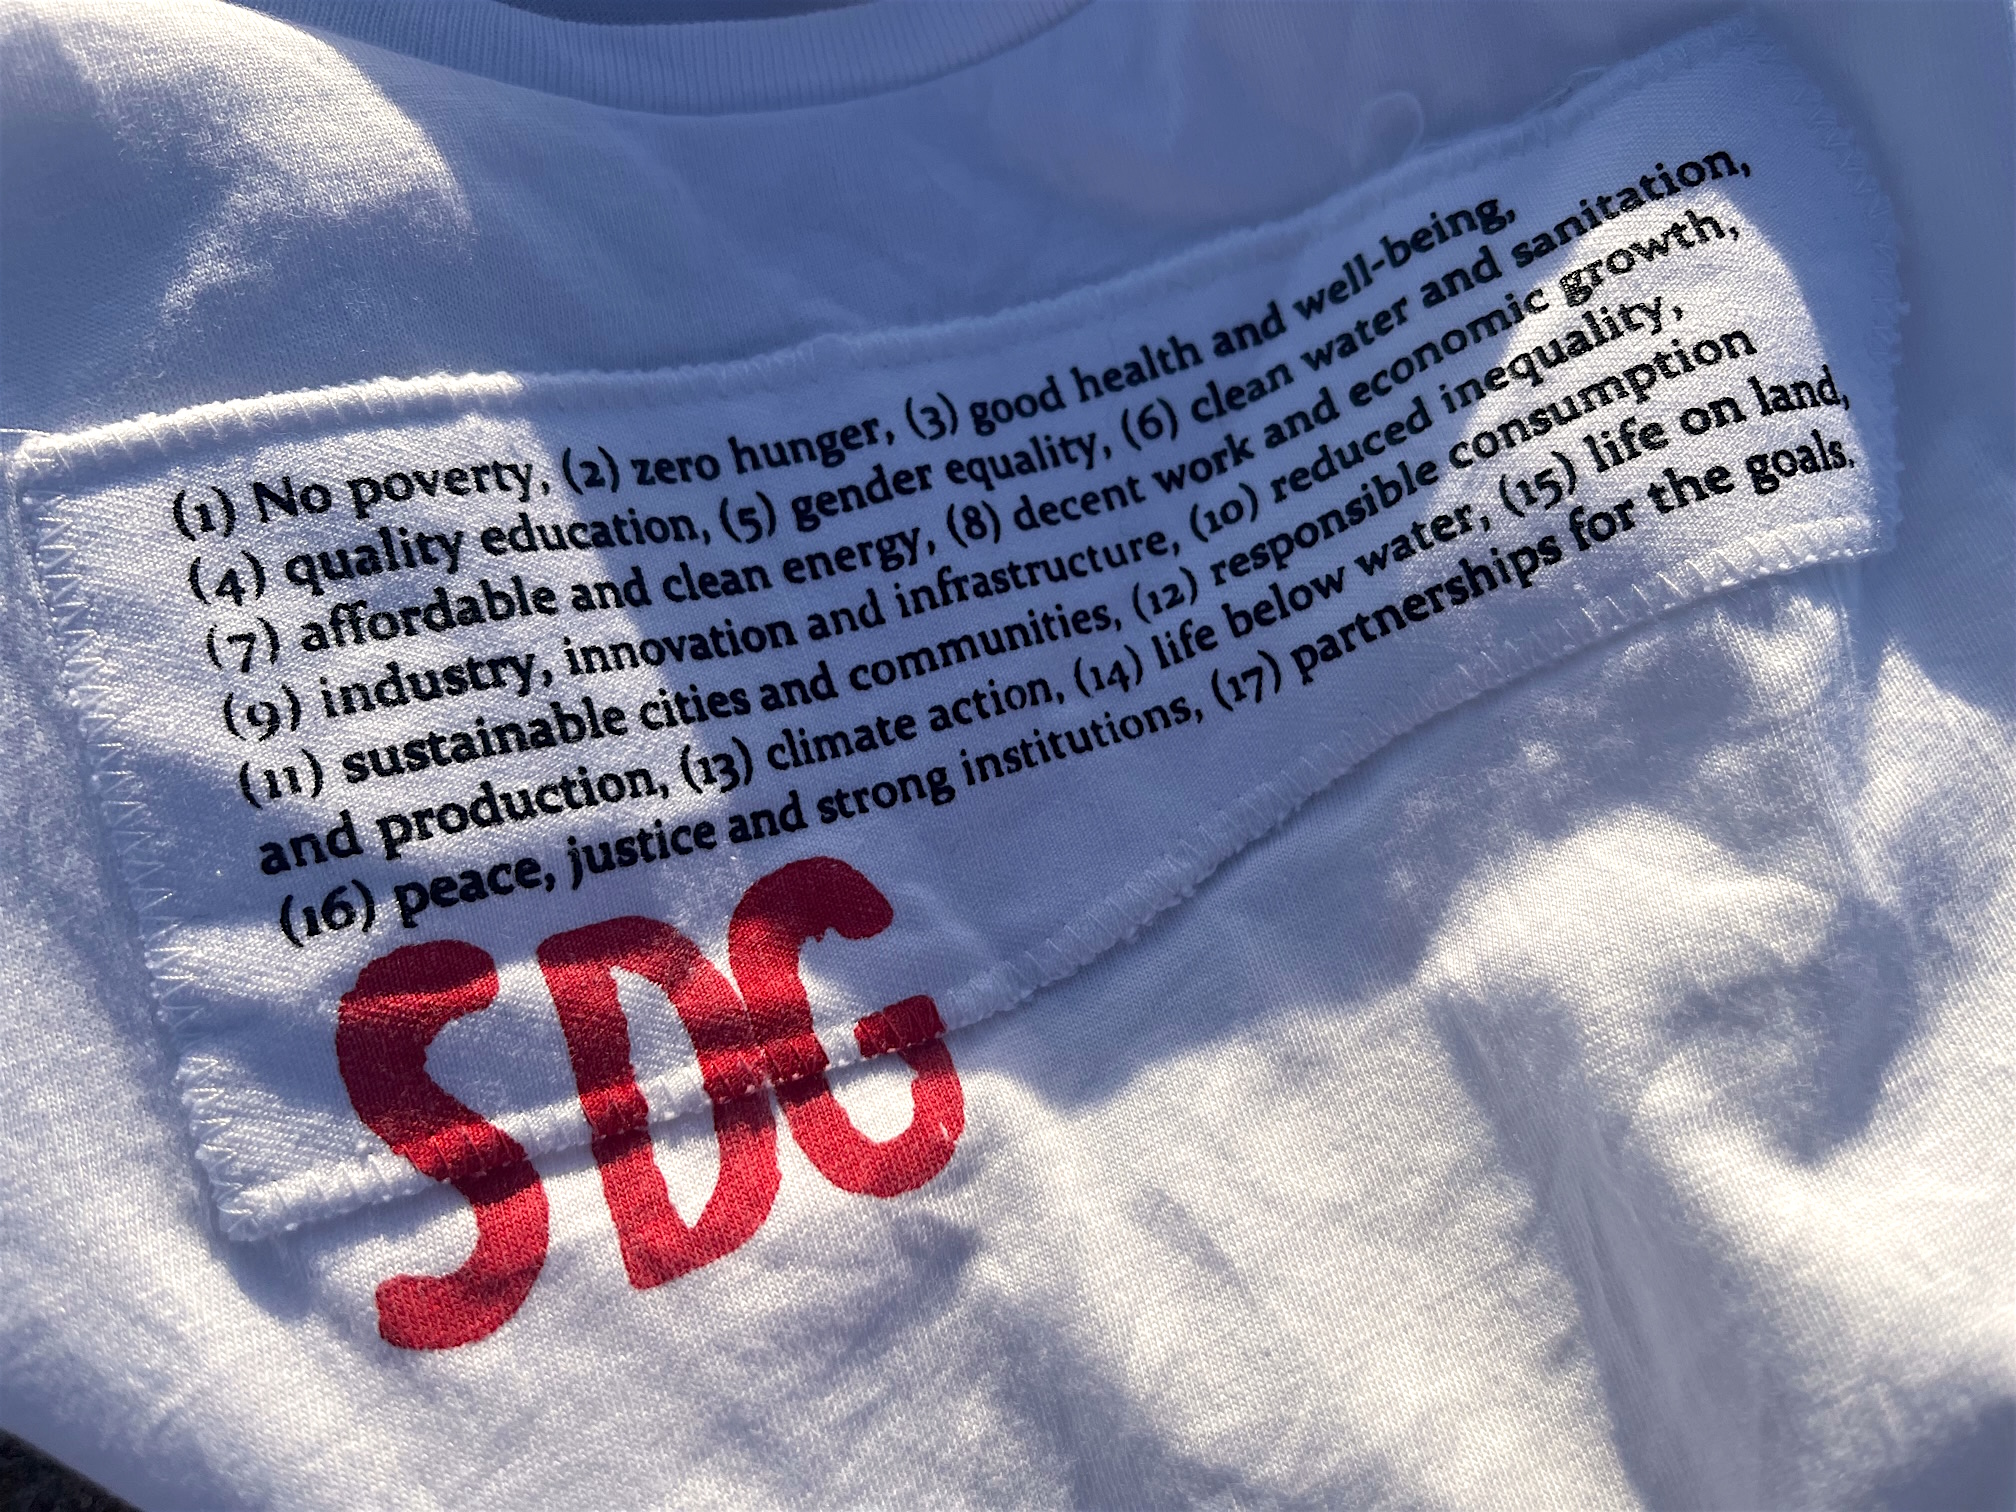 (1) No poverty, (2) zero hunger, (3) good health and well-being,
(4) quality education, (5) gender equality, (6) clean water and sanitation,
(7) affordable and clean energy, (8) decent work and economic growth,
(9) industry, innovation and infrastructure, (10) reduced inequality,
(11) sustainable cities and communities, (12) responsible consumption
and production, (13) climate action, (14) life below water, (15) life on land,
(16) peace, justice and strong institutions, (17) partnerships for the goals.
SDG